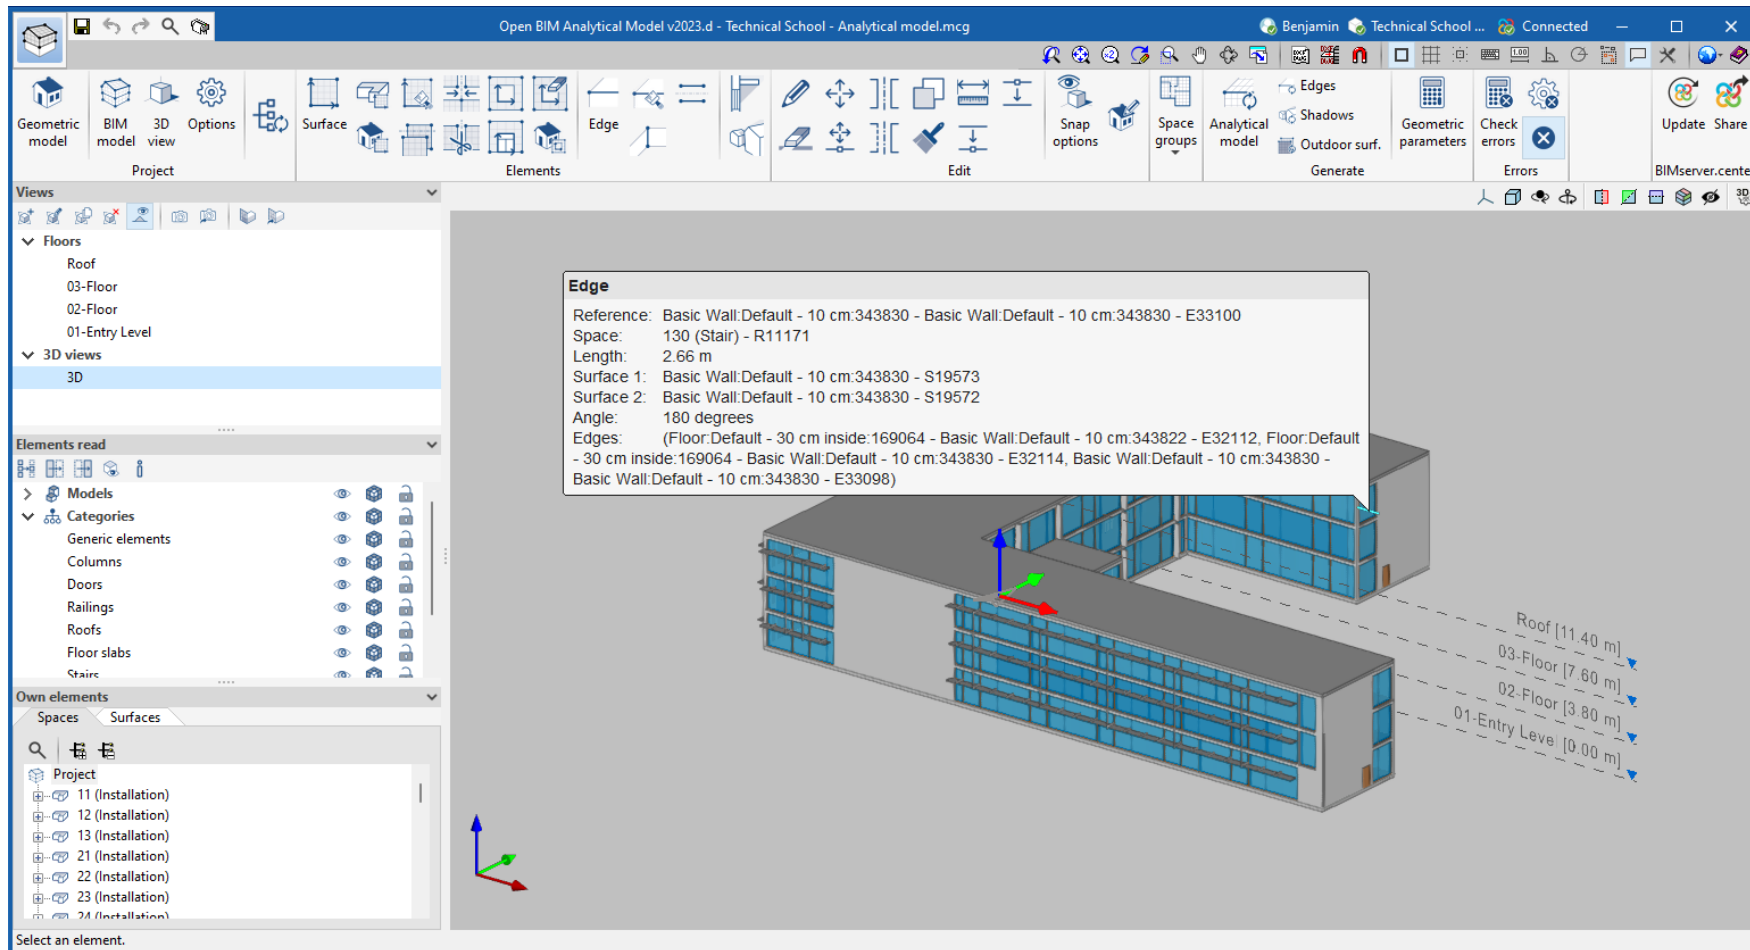 Open BIM Analytical Model v2023.d - Technical School - Analytical model.mcg
Benjamin
Technical School ...
Connected
Geometric
model
BIM
model
3D
view
Options
Project
Surface
Edge
Elements
Edit
Snap
options
Space
groups
Analytical
model
Edges
Shadows
Outdoor surf.
Generate
Geometric
parameters
Check
errors
Errors
Update
Share
BIMserver.cente
Views
Floors
Roof
03-Floor
02-Floor
01-Entry Level
3D views
3D
Elements read
Models
Categories
Generic elements
Columns
Doors
Railings
Roofs
Floor slabs
Stairs
Own elements
Spaces
Surfaces
Project
11 (Installation)
12 (Installation)
13 (Installation)
21 (Installation)
22 (Installation)
23 (Installation)
24 (Installation)
Select an element.
Edge
Reference: Basic Wall:Default - 10 cm:343830 - Basic Wall:Default - 10 cm:343830 - E33100
Space: 130 (Stair) - R11171
Length: 2.66 m
Surface 1: Basic Wall:Default - 10 cm:343830 - S19573
Surface 2: Basic Wall:Default - 10 cm:343830 - S19572
Angle: 180 degrees
Edges: (Floor:Default - 30 cm inside:169064 - Basic Wall:Default - 10 cm:343822 - E32112, Floor:Default
- 30 cm inside:169064 - Basic Wall:Default - 10 cm:343830 - E32114, Basic Wall:Default - 10 cm:343830 -
Basic Wall:Default - 10 cm:343830 - E33098)
Roof [11.40 m]
03-Floor [7.60 m]
02-Floor [3.80 m]
01-Entry Level [0.00 m]